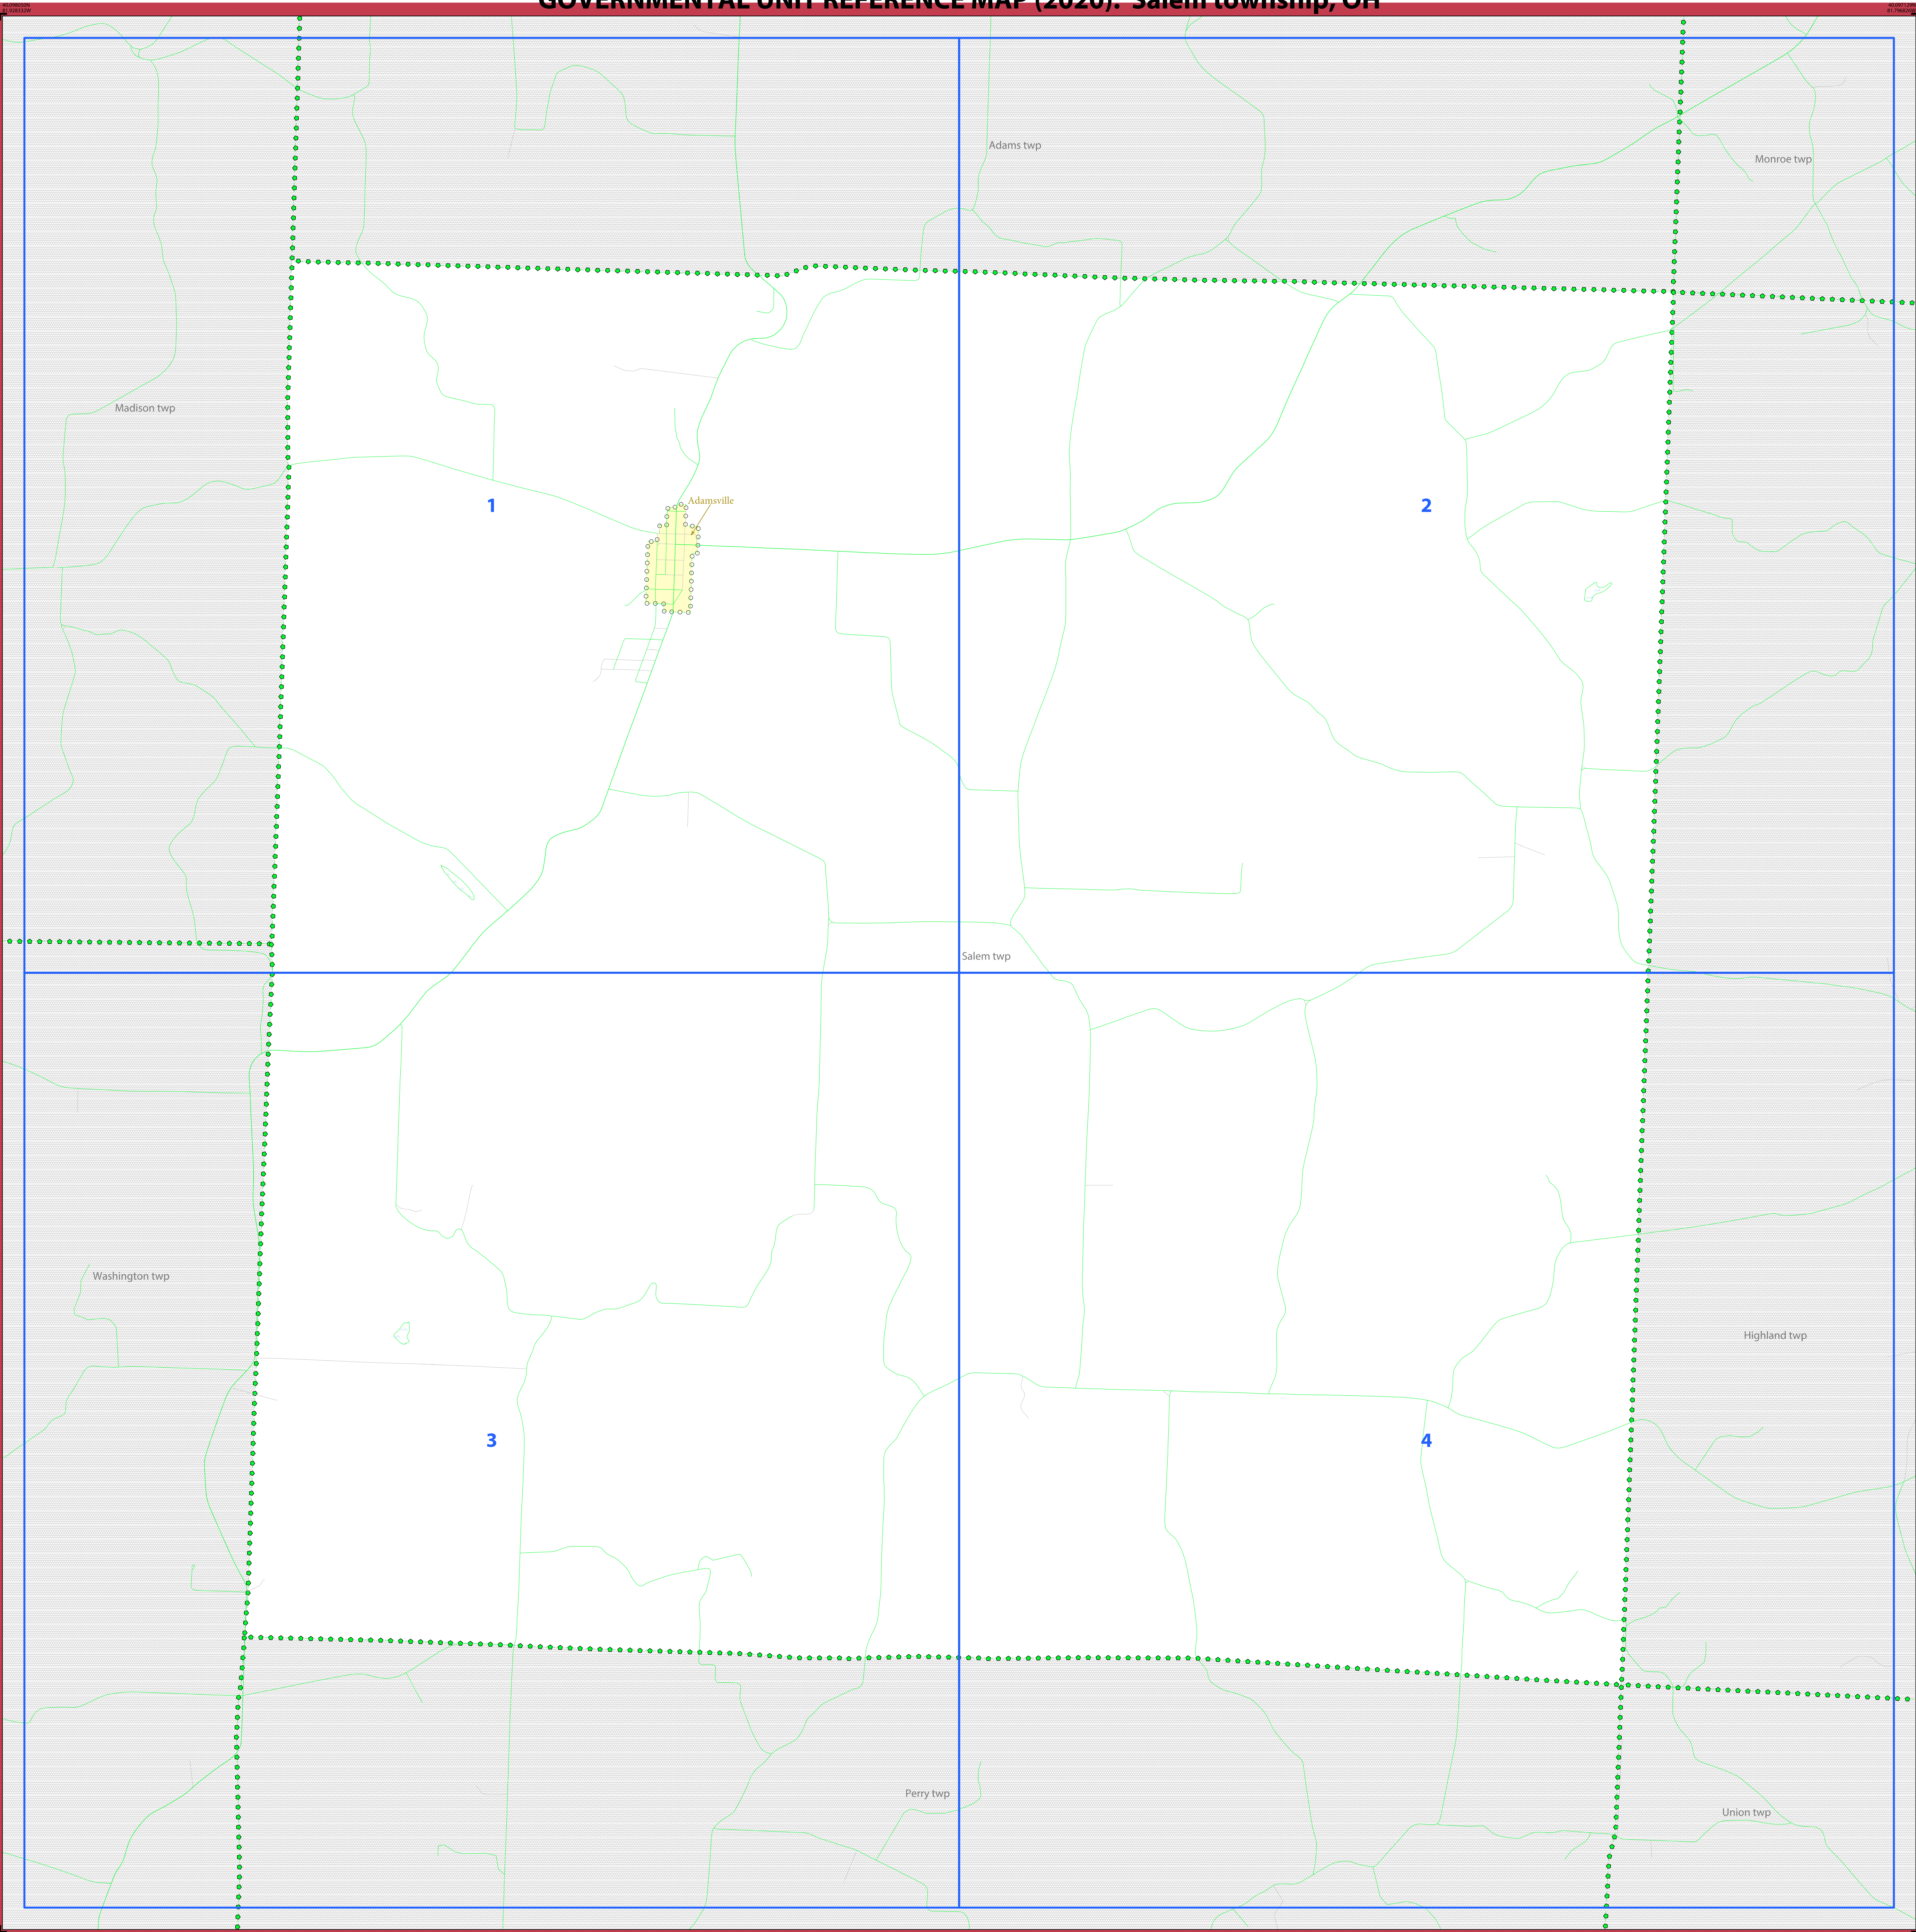 GOVERNMENTAL UNIT REFERENCE MAP (2020): Salem township, OH
Adams twp
Monroe twp
Madison twp
1
Adamsville
2
Salem twp
Washington twp
Highland twp
3
4
Perry twp
Union twp